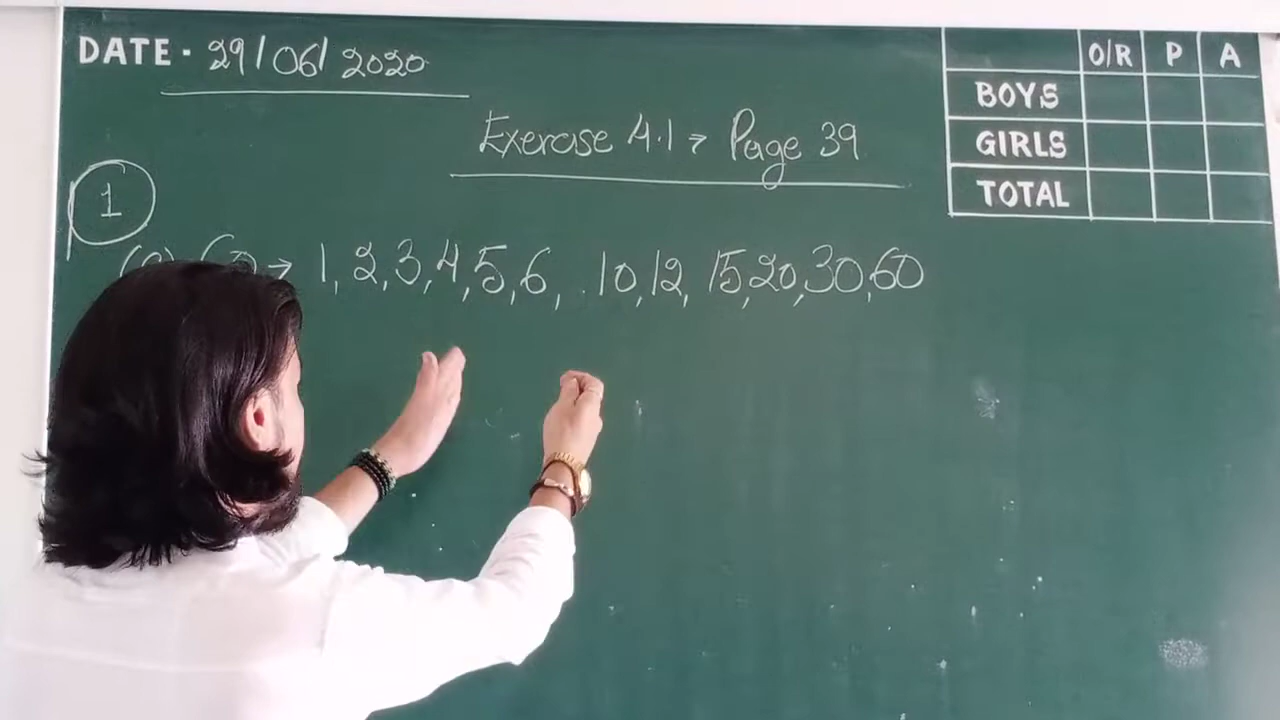 DATE - 29/06/2020
O/R P A
BOYS
GIRLS
TOTAL
Exercise 4.1 → Page 39
1
→ 1, 2, 3, 4, 5, 6, 10, 12, 15, 20, 30, 60